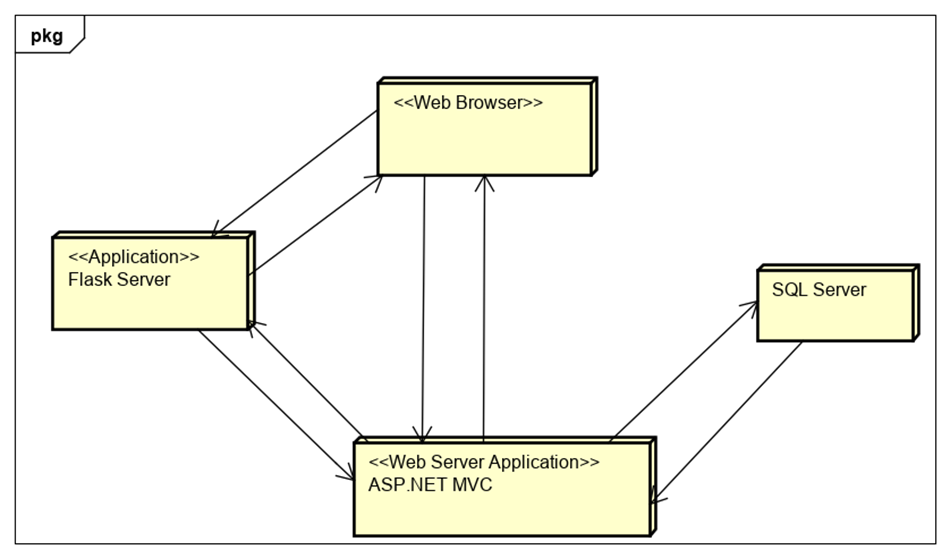 pkg
<<Web Browser>>
<<Application>>
Flask Server
SQL Server
<<Web Server Application>>
ASP.NET MVC